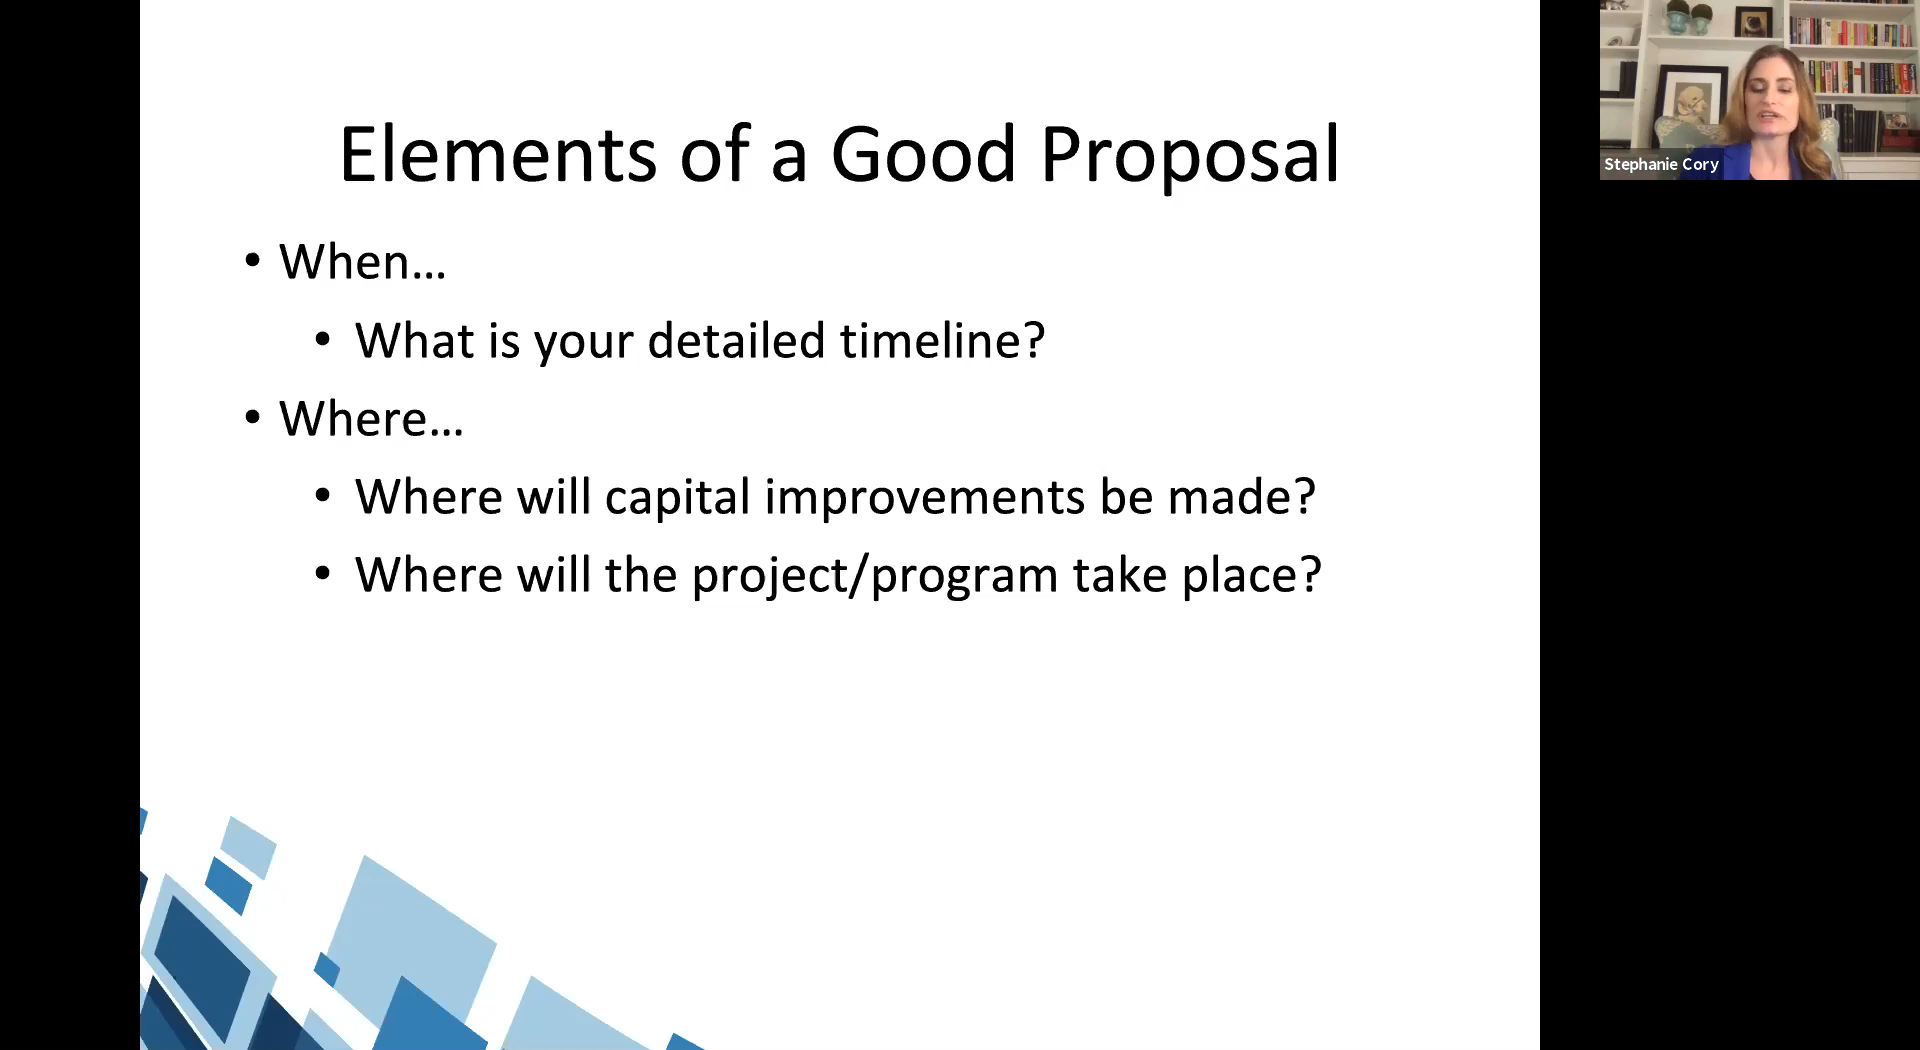 Elements of a Good Proposal
• When…
• What is your detailed timeline?
• Where…
• Where will capital improvements be made?
• Where will the project/program take place?
Stephanie Cory